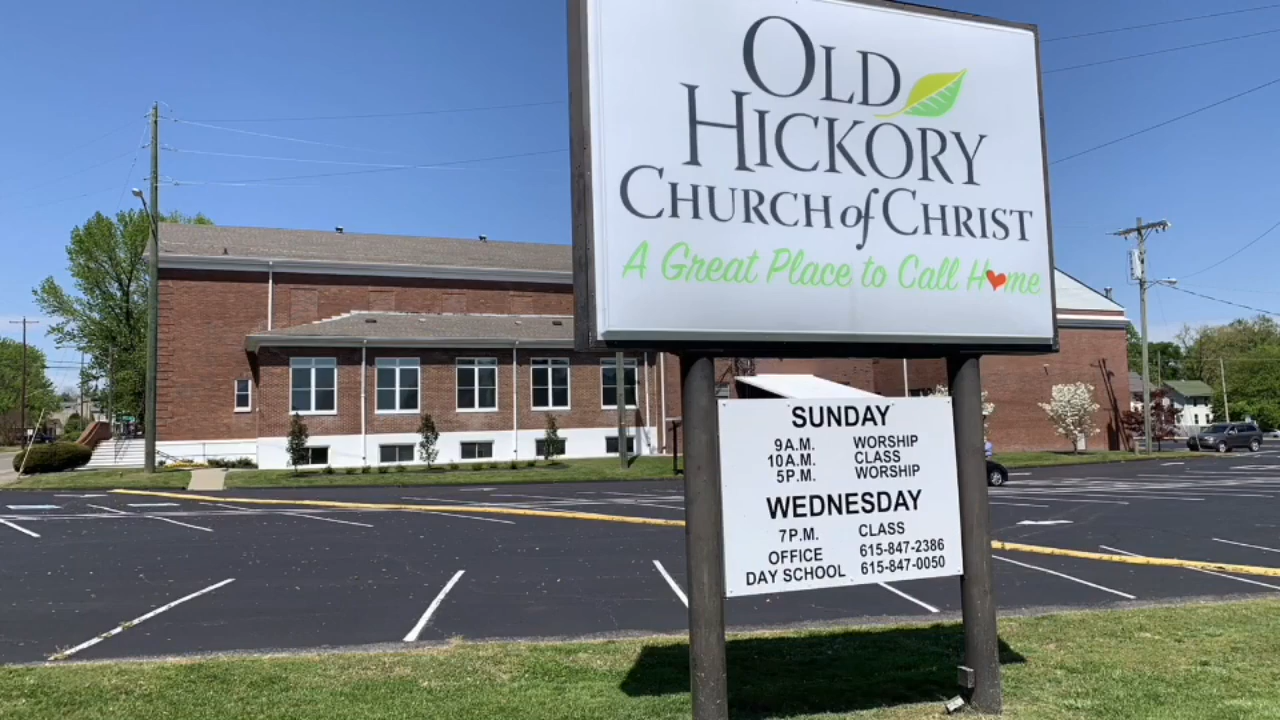 OLD
HICKORY
CHURCH of CHRIST
A Great Place to Call Home
SUNDAY
9A.M. WORSHIP
10A.M. CLASS
5P.M. WORSHIP
WEDNESDAY
7P.M. CLASS
OFFICE 615-847-2386
DAY SCHOOL 615-847-0050